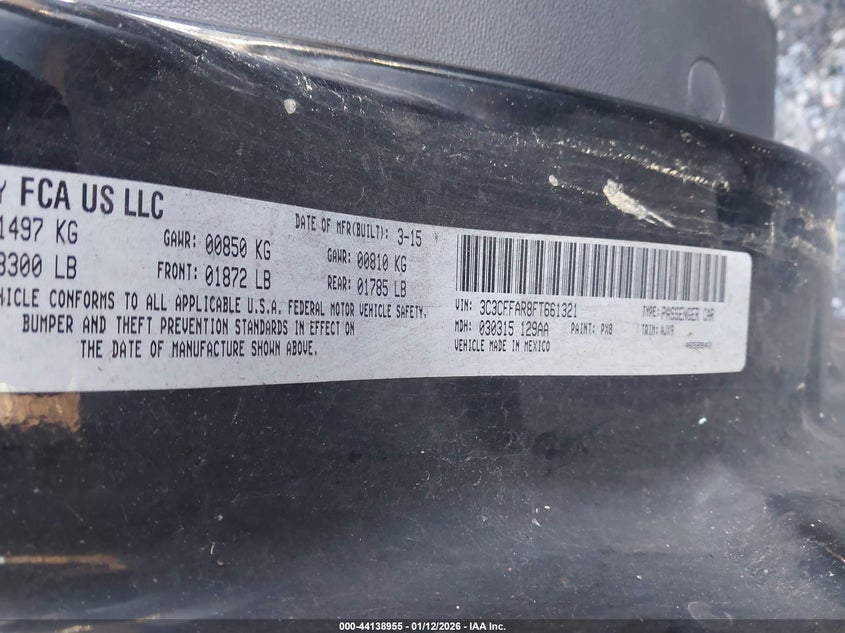 Y FCA US LLC
DATE OF MFR(BUILT): 3-15
1497 KG GAWR: 00850 KG GAWR: 00810 KG
3300 LB FRONT: 01872 LB REAR: 01785 LB
HICLE CONFORMS TO ALL APPLICABLE U.S.A. FEDERAL MOTOR VEHICLE SAFETY,
BUMPER AND THEFT PREVENTION STANDARDS IN EFFECT ON
THE DATE OF MANUFACTURE SHOWN ABOVE.
VIN: 3C3CFFAR8FT661321 TYPE: PASSENGER CAR
MDH: 030315 129AA PAINT: PX8 TRIM: AJX9
VEHICLE MADE IN MEXICO
000-44138955 - 01/12/2026 - IAA Inc.